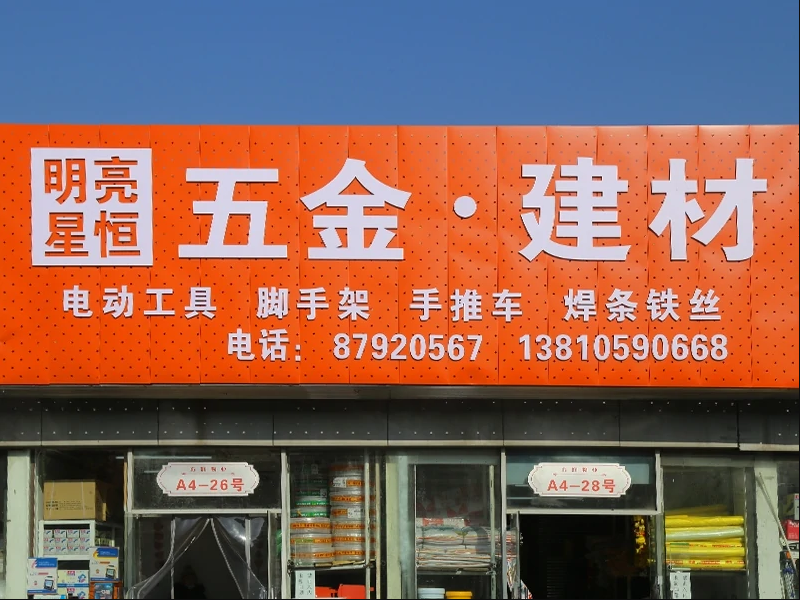 明亮
星恒
五金·建材
电动工具 脚手架 手推车 焊条铁丝
电话：87920567 13810590668
A4-26号
A4-28号